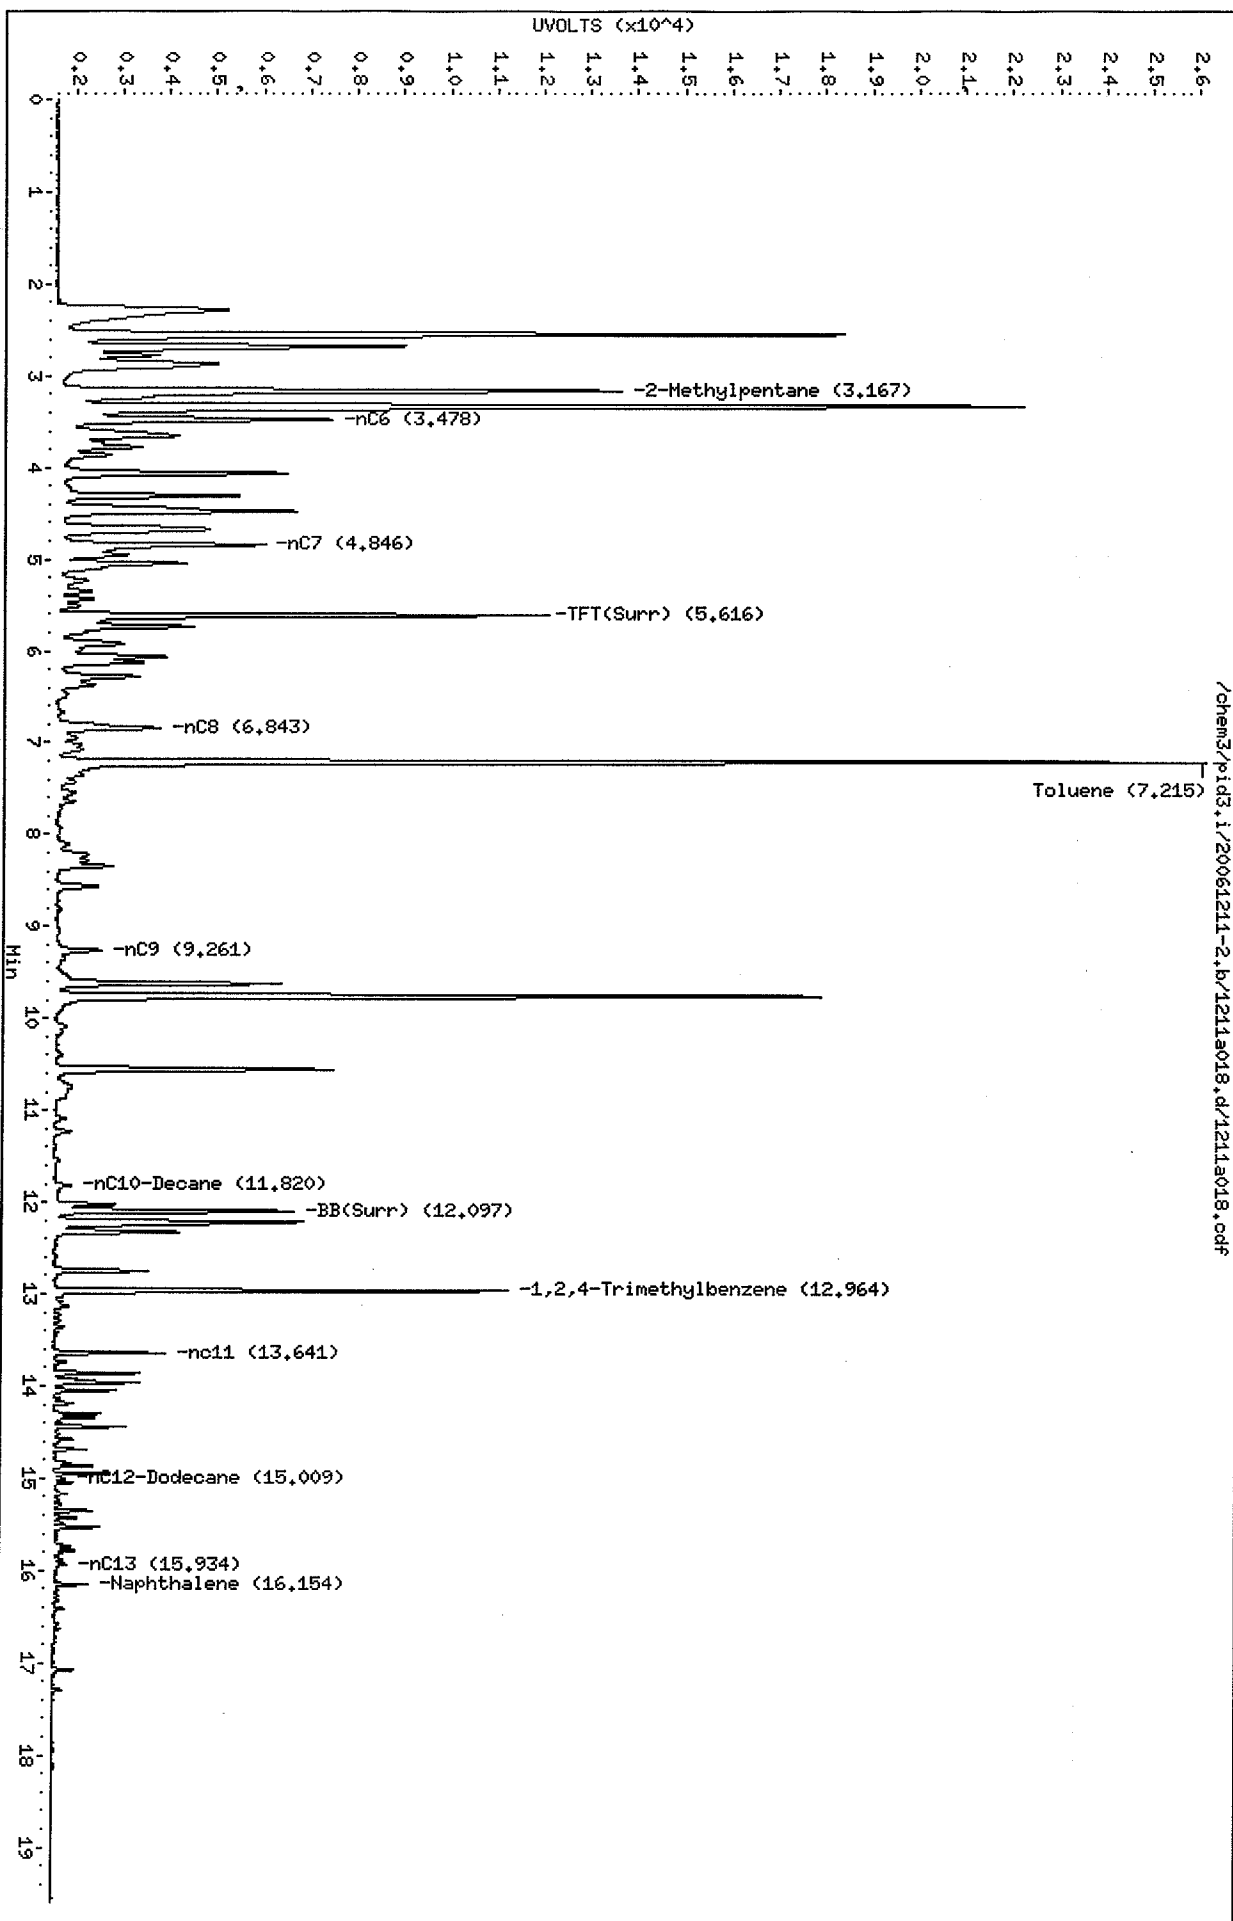 /chem3/pid3.i/20061211-2.b/1211a018.d/1211a018.cdf
UVOLTS (x10^4)
2.6
2.5
2.4
2.3
2.2
2.1
2.0
1.9
1.8
1.7
1.6
1.5
1.4
1.3
1.2
1.1
1.0
0.9
0.8
0.7
0.6
0.5
0.4
0.3
0.2
-2-Methylpentane (3.167)
-nC6 (3.478)
-nC7 (4.846)
-TFT(Surr) (5.616)
-nC8 (6.843)
Toluene (7.215)
-nC9 (9.261)
-nC10-Decane (11.820)
-BB(Surr) (12.097)
-1,2,4-Trimethylbenzene (12.964)
-nc11 (13.641)
-nC12-Dodecane (15.009)
-nC13 (15.934)
-Naphthalene (16.154)
0 1 2 3 4 5 6 7 8 9 10 11 12 13 14 15 16 17 18 19
Min